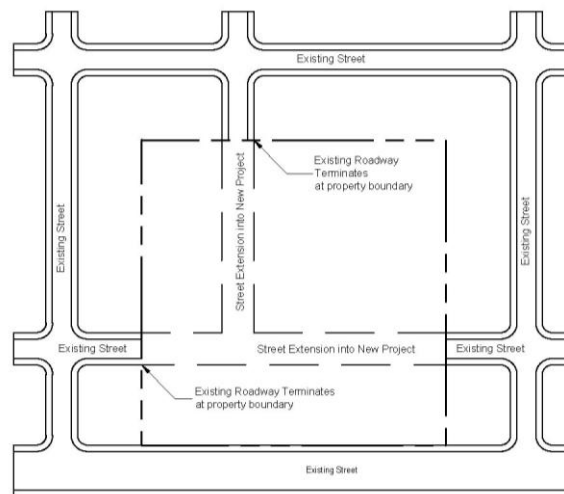 Existing Street
Existing Roadway
Terminates
at property boundary
Street Extension into New Project
Existing Street
Existing Street
Existing Street
Street Extension into New Project
Existing Street
Existing Roadway Terminates
at property boundary
Existing Street